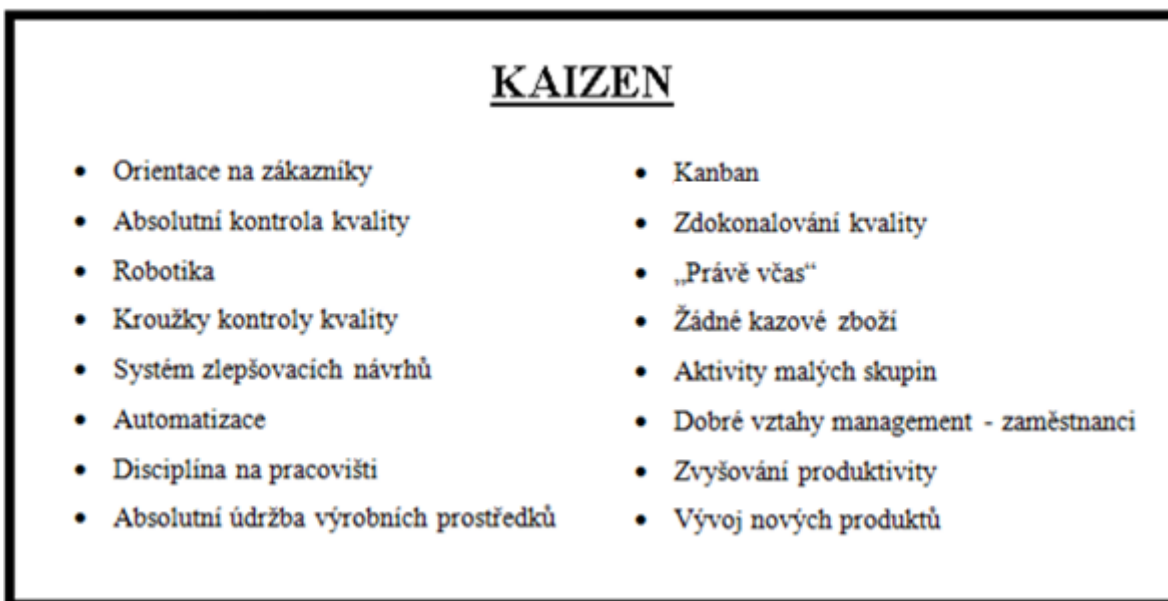 KAIZEN
• Orientace na zákazníky
• Absolutní kontrola kvality
• Robotika
• Kroužky kontroly kvality
• Systém zlepšovacích návrhů
• Automatizace
• Disciplína na pracovišti
• Absolutní údržba výrobních prostředků
• Kanban
• Zdokonalování kvality
• „Právě včas“
• Žádné kazové zboží
• Aktivity malých skupin
• Dobré vztahy management - zaměstnanci
• Zvyšování produktivity
• Vývoj nových produktů